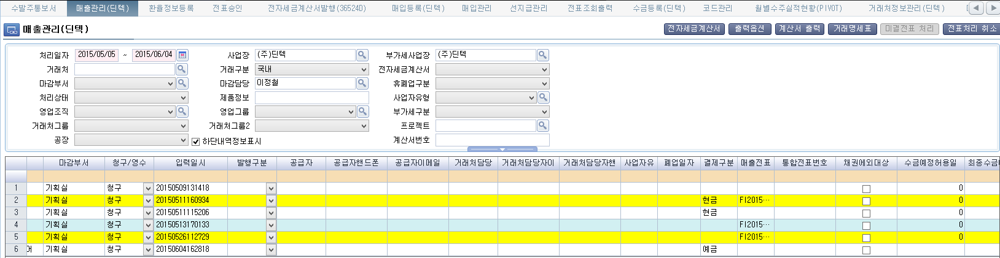 수발주통보서 매출관리(딘텍) 환율정보등록 전표승인 전자세금계산서발행(36524D) 매입등록(딘텍) 매입관리 선지급관리 전표조회출력 수금등록(딘텍) 코드관리 월별수주실적현황(PIVOT) 거래처정보관리(딘텍)
매출관리(딘텍) 전자세금계산서 출력옵션 계산서 출력 거래명세표 미결전표 처리 전표처리 취소
처리일자 2015/05/05 ~ 2015/06/04 사업장 (주)딘텍 부가세사업장 (주)딘텍
거래처 거래구분 국내 전자세금계산서
마감부서 마감담당 이정철 휴폐업구분
처리상태 제품정보 사업자유형
영업조직 영업그룹 부가세구분
거래처그룹 거래처그룹2 프로젝트
공장 하단내역정보표시 계산서번호
마감부서 청구/영수 입력일시 발행구분 공급자 공급자핸드폰 공급자이메일 거래처담당 거래처담당자이 거래처담당자핸 사업자유 폐업일자 결제구분 매출전표 통합전표번호 채권에외대상 수금예정허용일 최종수금
1 기획실 청구 20150509131418 0
2 기획실 청구 20150511160934 현금 FI2015… 0
3 기획실 청구 20150511115206 현금 0
4 기획실 청구 20150513170133 FI2015… 0
5 기획실 청구 20150526112729 FI2015… 0
6 어 기획실 청구 20150604162818 예금